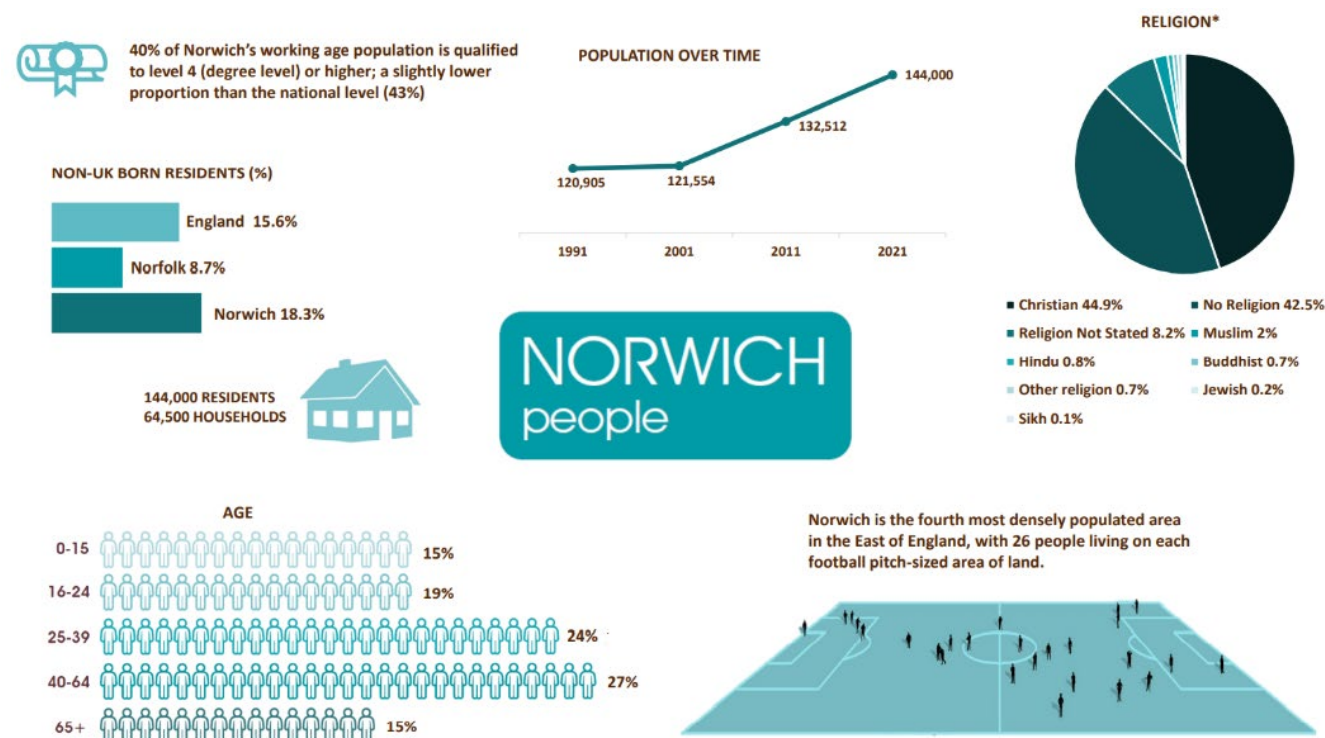 40% of Norwich's working age population is qualified
to level 4 (degree level) or higher; a slightly lower
proportion than the national level (43%)
NON-UK BORN RESIDENTS (%)
England 15.6%
Norfolk 8.7%
Norwich 18.3%
144,000 RESIDENTS
64,500 HOUSEHOLDS
POPULATION OVER TIME
120,905
121,554
132,512
144,000
1991 2001 2011 2021
RELIGION*
Christian 44.9% No Religion 42.5%
Religion Not Stated 8.2% Muslim 2%
Hindu 0.8% Buddhist 0.7%
Other religion 0.7% Jewish 0.2%
Sikh 0.1%
NORWICH
people
AGE
0-15 15%
16-24 19%
25-39 24%
40-64 27%
65+ 15%
Norwich is the fourth most densely populated area
in the East of England, with 26 people living on each
football pitch-sized area of land.